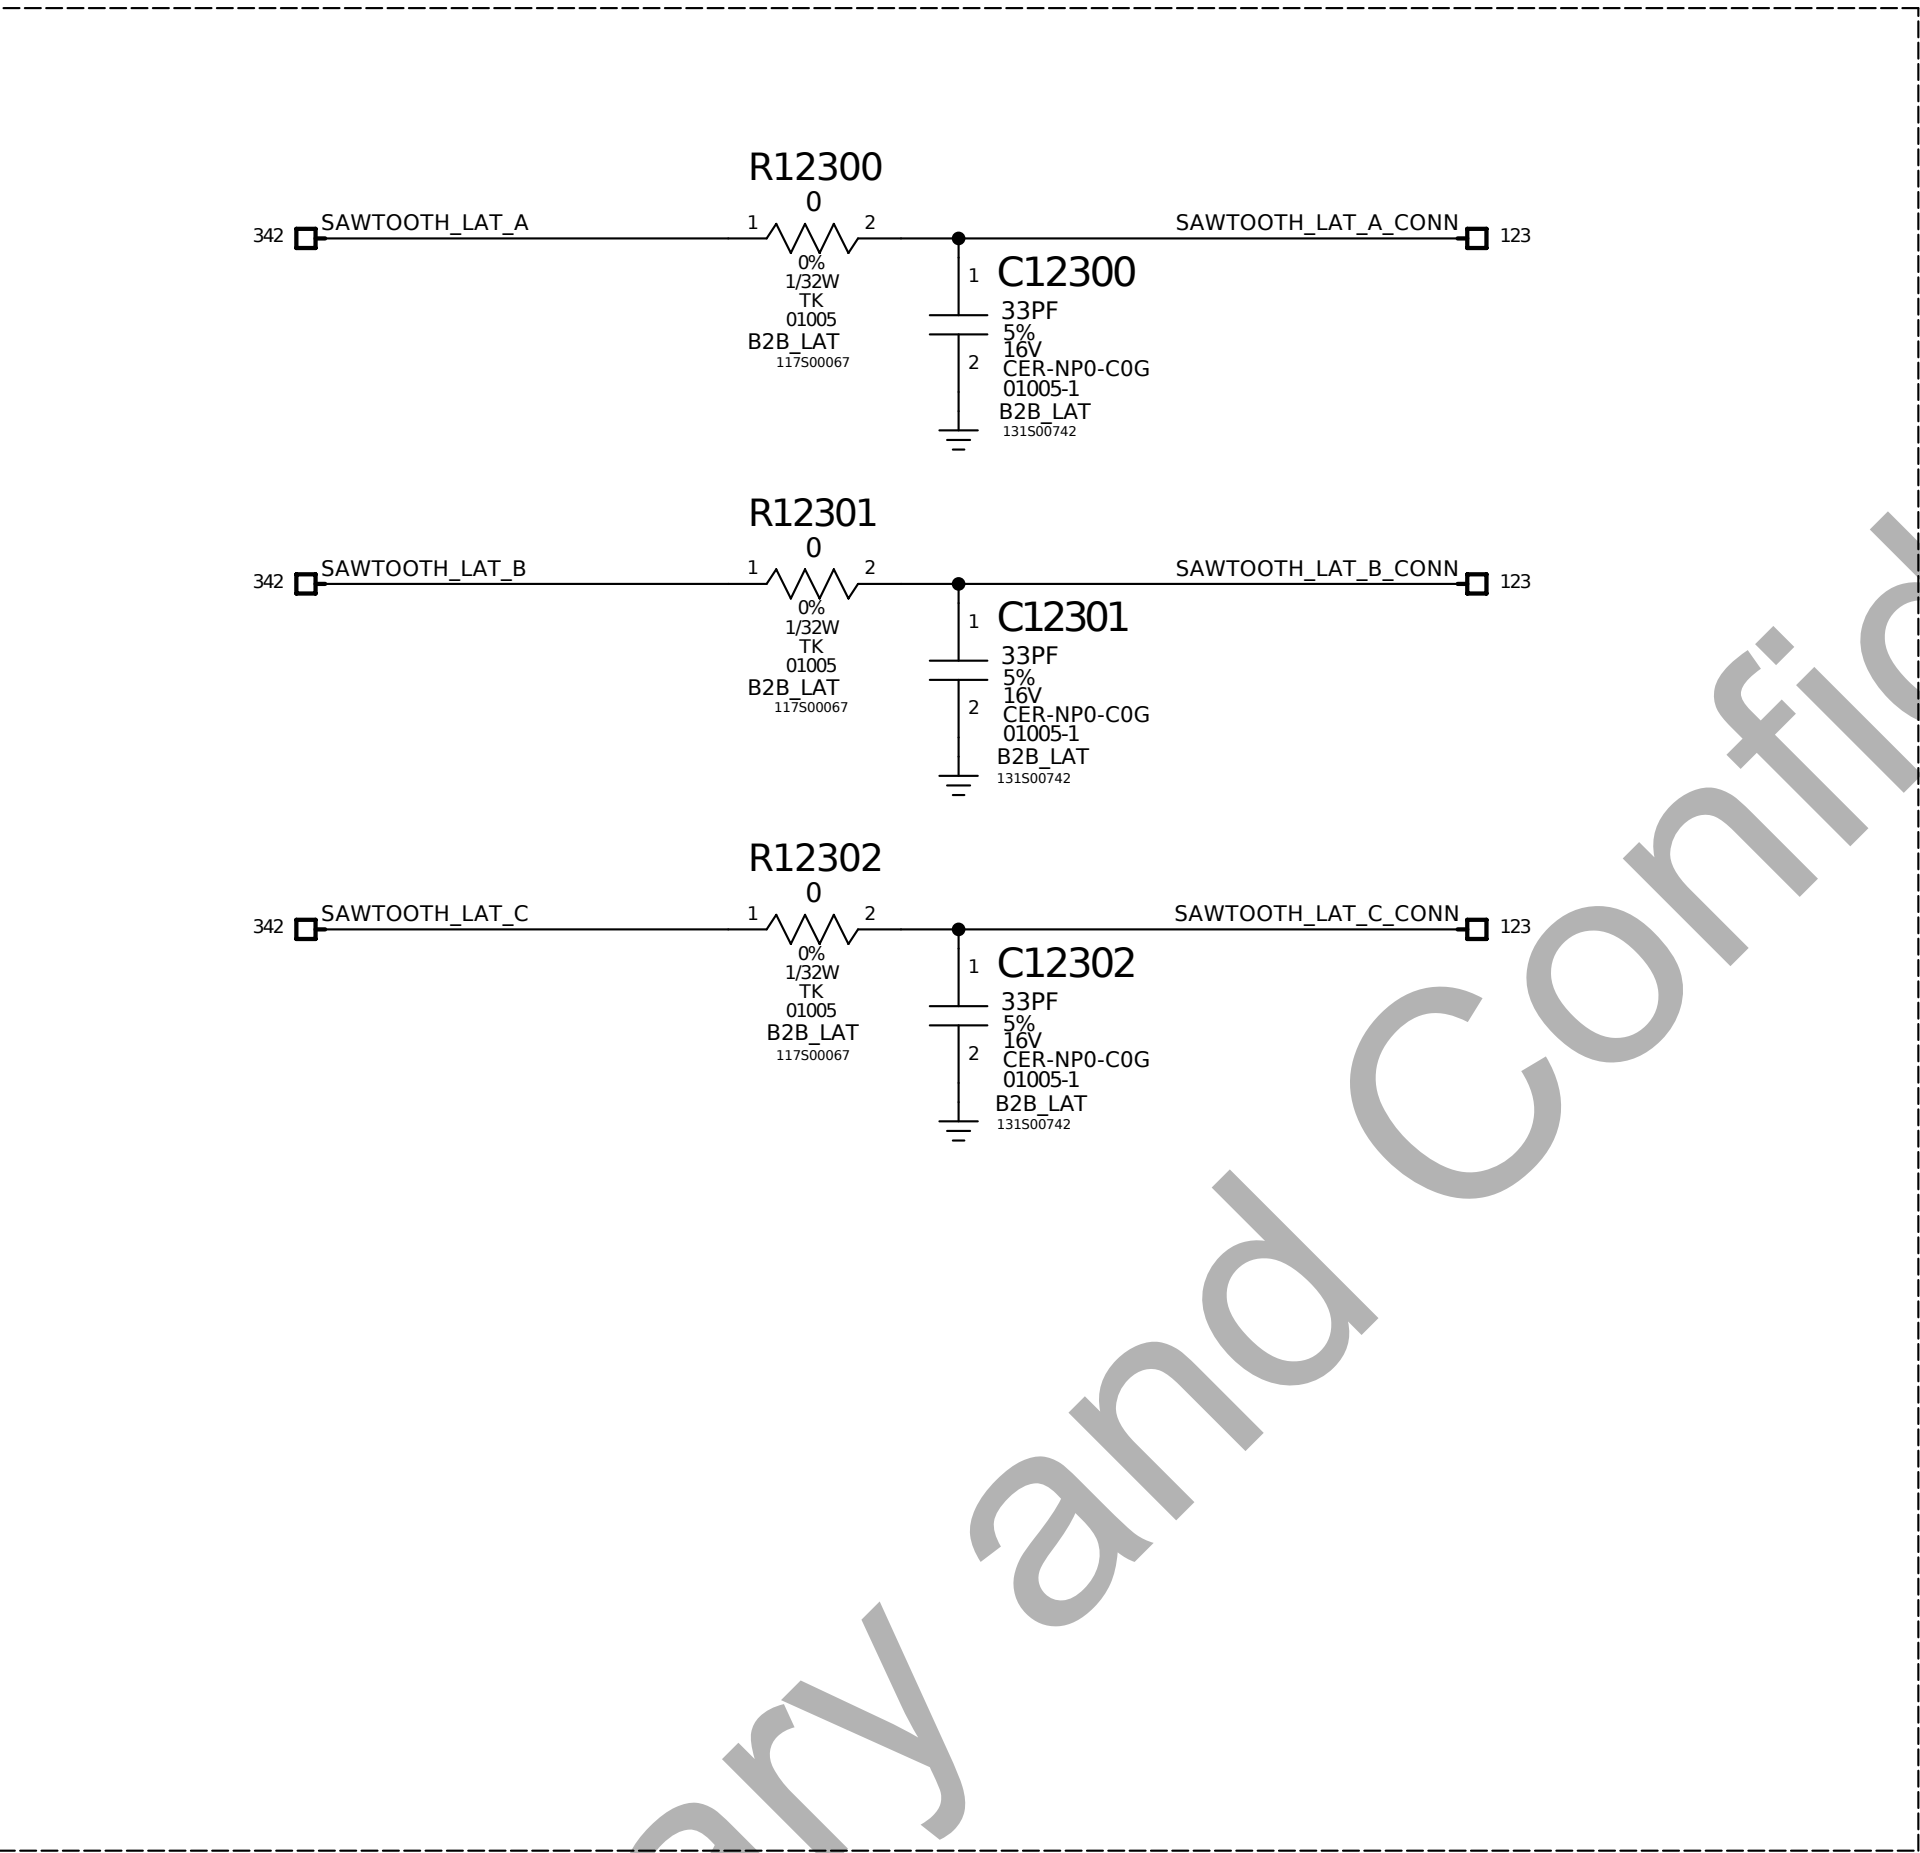 R12300
0
342 SAWTOOTH_LAT_A 1 2 SAWTOOTH_LAT_A_CONN 123
0%
1/32W
TK
01005
B2B_LAT
117S00067
1 C12300
33PF
5%
16V
2 CER-NP0-C0G
01005-1
B2B_LAT
131S00742
R12301
0
342 SAWTOOTH_LAT_B 1 2 SAWTOOTH_LAT_B_CONN 123
0%
1/32W
TK
01005
B2B_LAT
117S00067
1 C12301
33PF
5%
16V
2 CER-NP0-C0G
01005-1
B2B_LAT
131S00742
R12302
0
342 SAWTOOTH_LAT_C 1 2 SAWTOOTH_LAT_C_CONN 123
0%
1/32W
TK
01005
B2B_LAT
117S00067
1 C12302
33PF
5%
16V
2 CER-NP0-C0G
01005-1
B2B_LAT
131S00742
ary and Confid